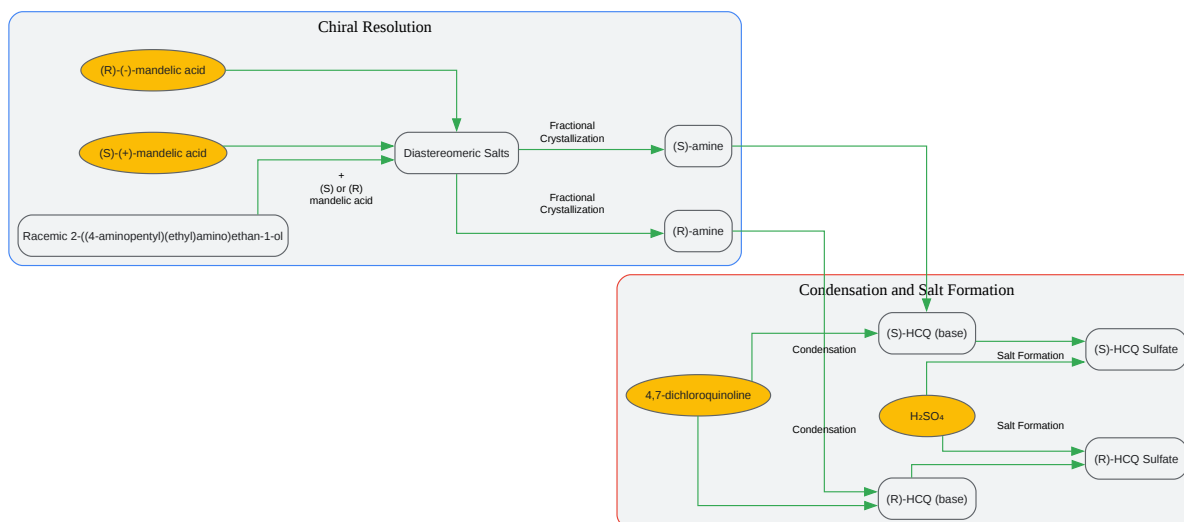 Chiral Resolution
(R)-(-)-mandelic acid
(S)-(+)-mandelic acid
Racemic 2-((4-aminopentyl)(ethyl)amino)ethan-1-ol
+
(S) or (R)
mandelic acid
Diastereomeric Salts
Fractional
Crystallization
(S)-amine
Fractional
Crystallization
(R)-amine
Condensation and Salt Formation
4,7-dichloroquinoline
Condensation
(S)-HCQ (base)
Salt Formation
(S)-HCQ Sulfate
H₂SO₄
Condensation
(R)-HCQ (base)
Salt Formation
(R)-HCQ Sulfate